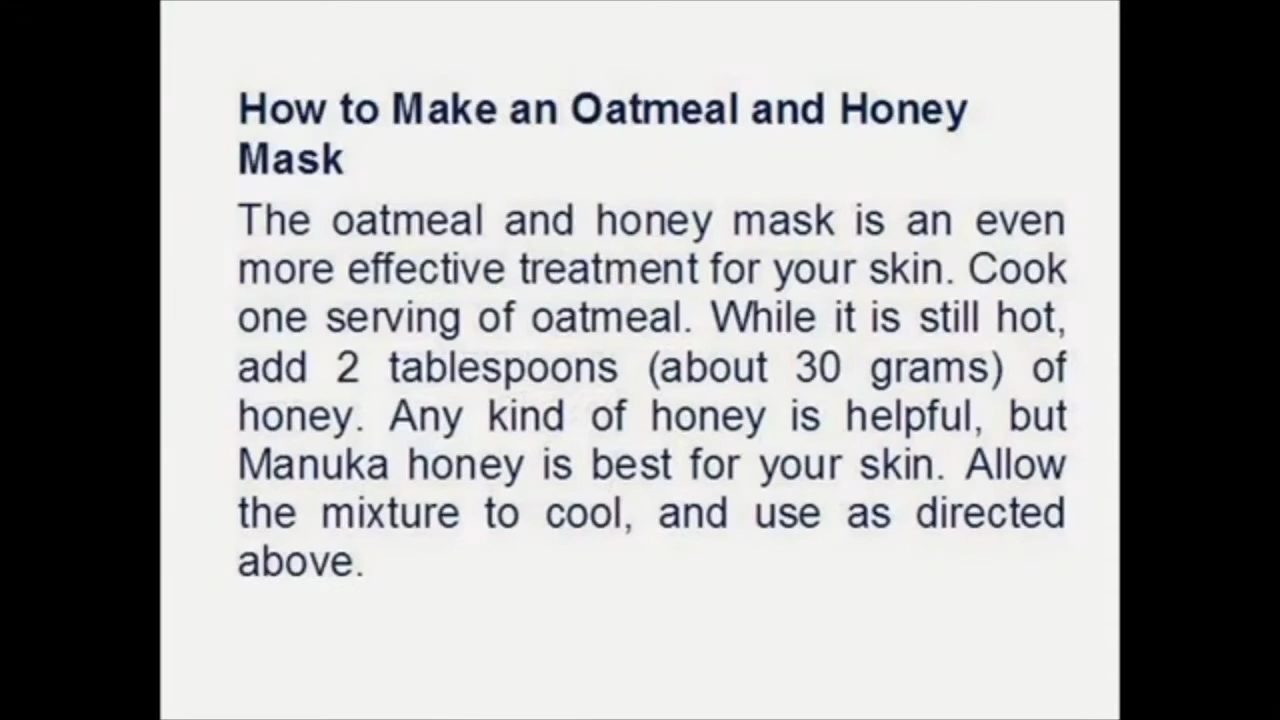 How to Make an Oatmeal and Honey
Mask
The oatmeal and honey mask is an even
more effective treatment for your skin. Cook
one serving of oatmeal. While it is still hot,
add 2 tablespoons (about 30 grams) of
honey. Any kind of honey is helpful, but
Manuka honey is best for your skin. Allow
the mixture to cool, and use as directed
above.